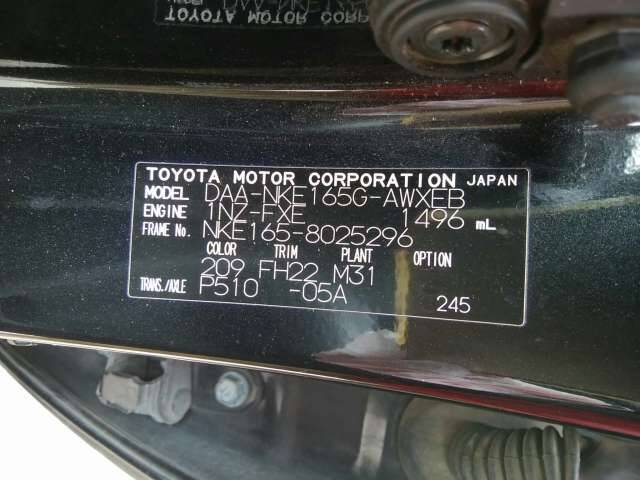 TOYOTA MOTOR CORPORATION JAPAN
MODEL DAA-NKE165G-AWXEB
ENGINE 1NZ-FXE 1496 mL
FRAME No. NKE165-8025296
COLOR TRIM PLANT OPTION
209 FH22 M31
TRANS./AXLE P510 -05A 245